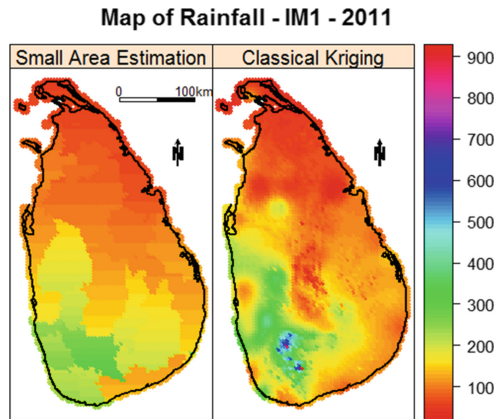 Map of Rainfall - IM1 - 2011
Small Area Estimation
Classical Kriging
0 100km
N
N
900
800
700
600
500
400
300
200
100